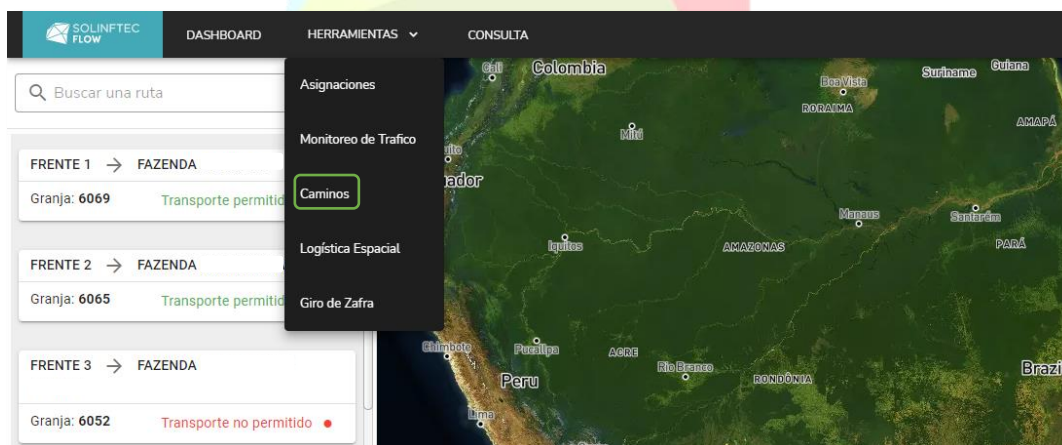 SOLINFTEC
FLOW
DASHBOARD
HERRAMIENTAS
CONSULTA
Buscar una ruta
Asignaciones
Monitoreo de Trafico
Caminos
Logística Espacial
Giro de Zafra
FRENTE 1 → FAZENDA
Granja: 6069 Transporte permitid
FRENTE 2 → FAZENDA
Granja: 6065 Transporte permitid
FRENTE 3 → FAZENDA
Granja: 6052 Transporte no permitido
Cali
Colombia
Boa Vista
Suriname
Guiana
RORAIMA
AMAPÁ
Mitú
uito
uador
Manaus
Santarém
Iquitos
AMAZONAS
PARÁ
Chimbote
Pucallpa
ACRE
Rio Branco
RONDÔNIA
Brazi
Peru
Lima